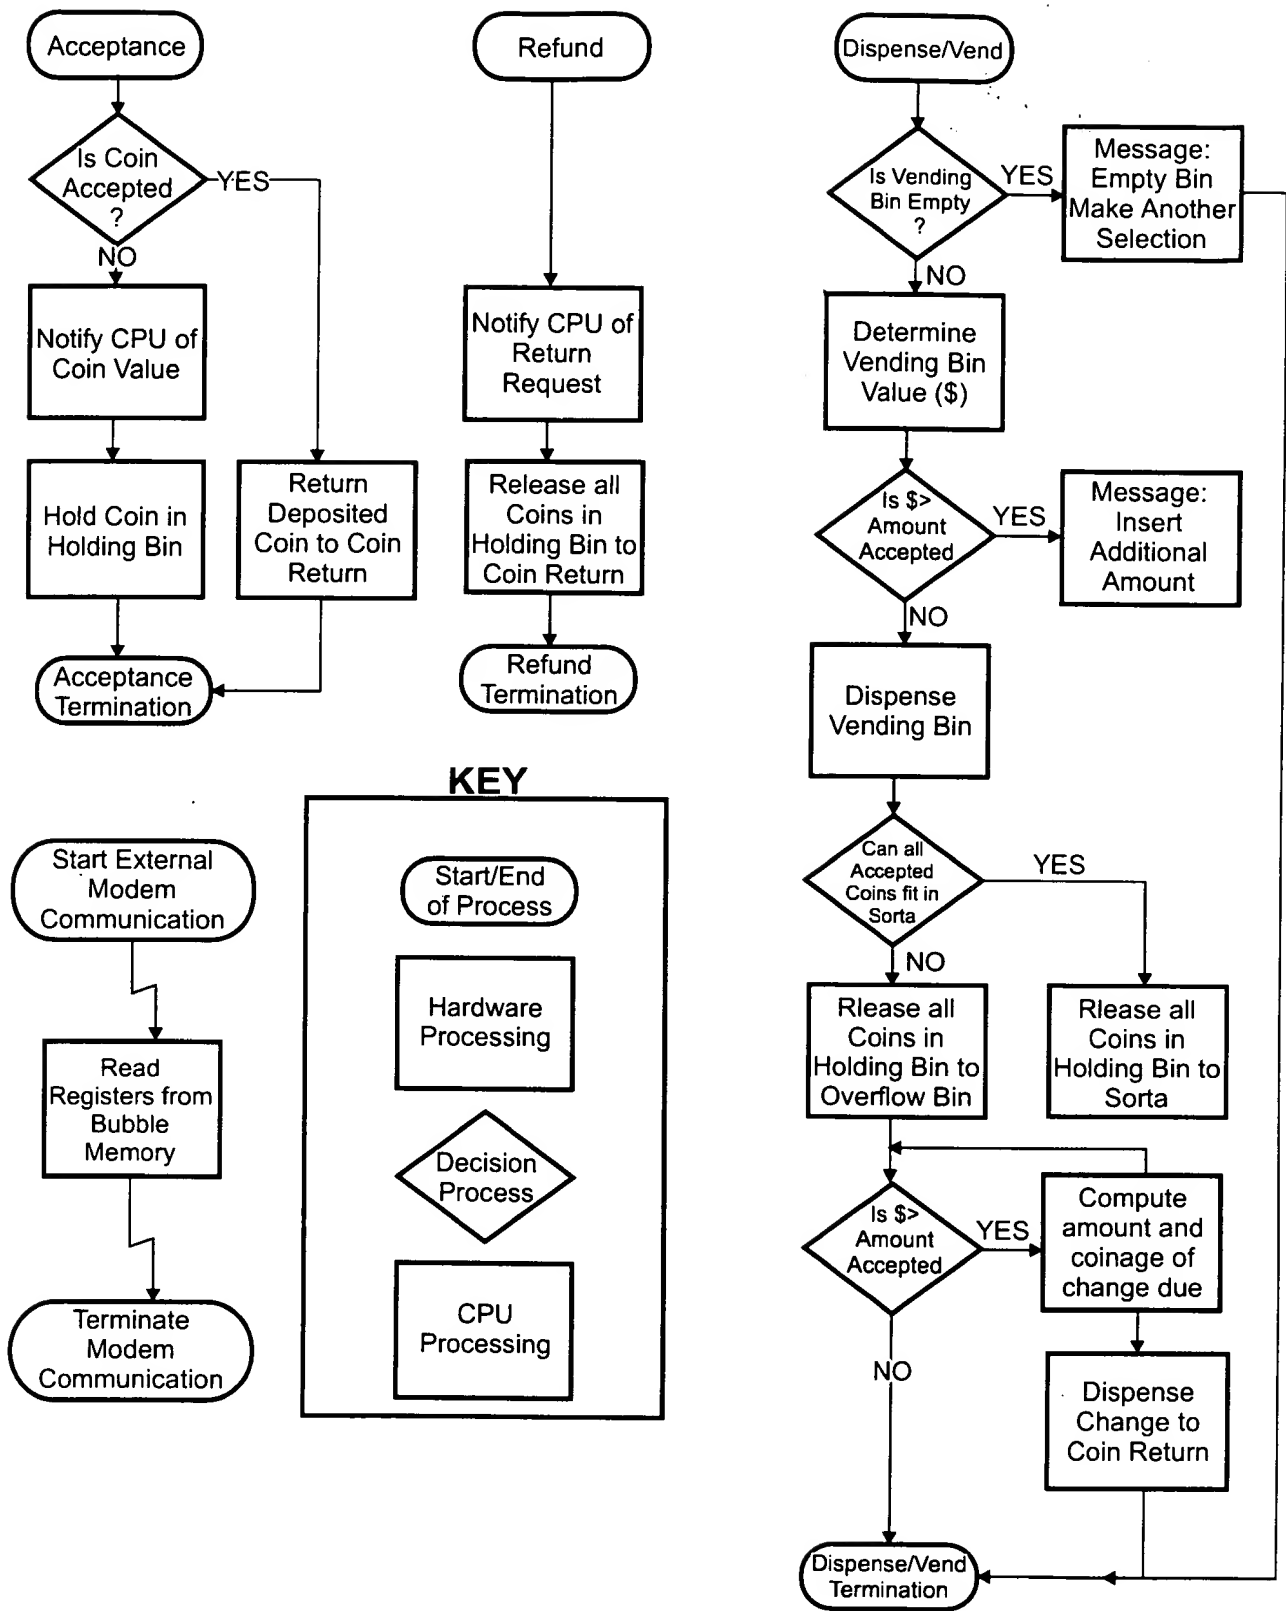 Acceptance
Is Coin
Accepted
?
YES
NO
Notify CPU of
Coin Value
Hold Coin in
Holding Bin
Return
Deposited
Coin to Coin
Return
Acceptance
Termination
Refund
Notify CPU of
Return
Request
Release all
Coins in
Holding Bin to
Coin Return
Refund
Termination
Start External
Modem
Communication
Read
Registers from
Bubble
Memory
Terminate
Modem
Communication
KEY
Start/End
of Process
Hardware
Processing
Decision
Process
CPU
Processing
Dispense/Vend
Is Vending
Bin Empty
?
YES
Message:
Empty Bin
Make Another
Selection
NO
Determine
Vending Bin
Value ($)
Is $>
Amount
Accepted
YES
Message:
Insert
Additional
Amount
NO
Dispense
Vending Bin
Can all
Accepted
Coins fit in
Sorta
YES
NO
Rlease all
Coins in
Holding Bin to
Overflow Bin
Rlease all
Coins in
Holding Bin to
Sorta
Is $>
Amount
Accepted
YES
Compute
amount and
coinage of
change due
NO
Dispense
Change to
Coin Return
Dispense/Vend
Termination